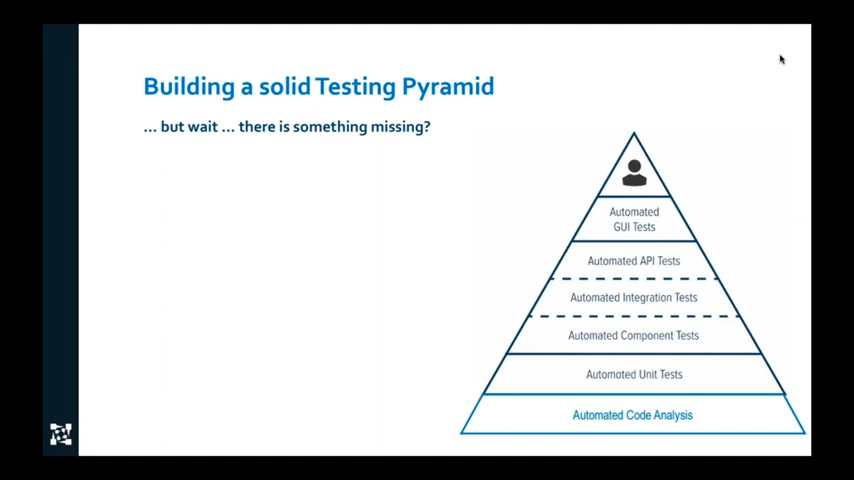 Building a solid Testing Pyramid
... but wait ... there is something missing?
Automated
GUI Tests
Automated API Tests
Automated Integration Tests
Automated Component Tests
Automated Unit Tests
Automated Code Analysis